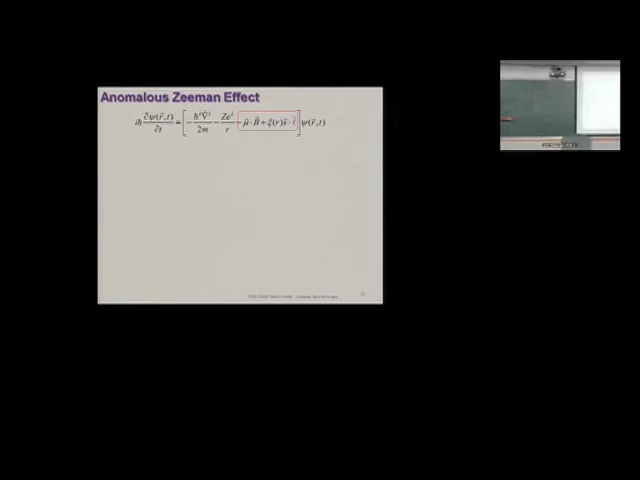 Anomalous Zeeman Effect
iħ ∂ψ(r⃗,t)/∂t = [ −ħ²∇⃗²/2m − Ze²/r − μ⃗·B⃗ + ξ(r)s⃗·l⃗ ] ψ(r⃗,t)